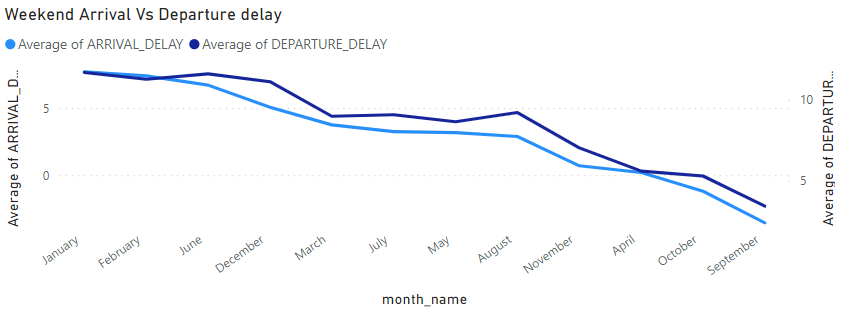 Weekend Arrival Vs Departure delay
Average of ARRIVAL_DELAY Average of DEPARTURE_DELAY
Average of ARRIVAL_D...
5
0
10
5
Average of DEPARTUR...
January February June December March July May August November April October September
month_name